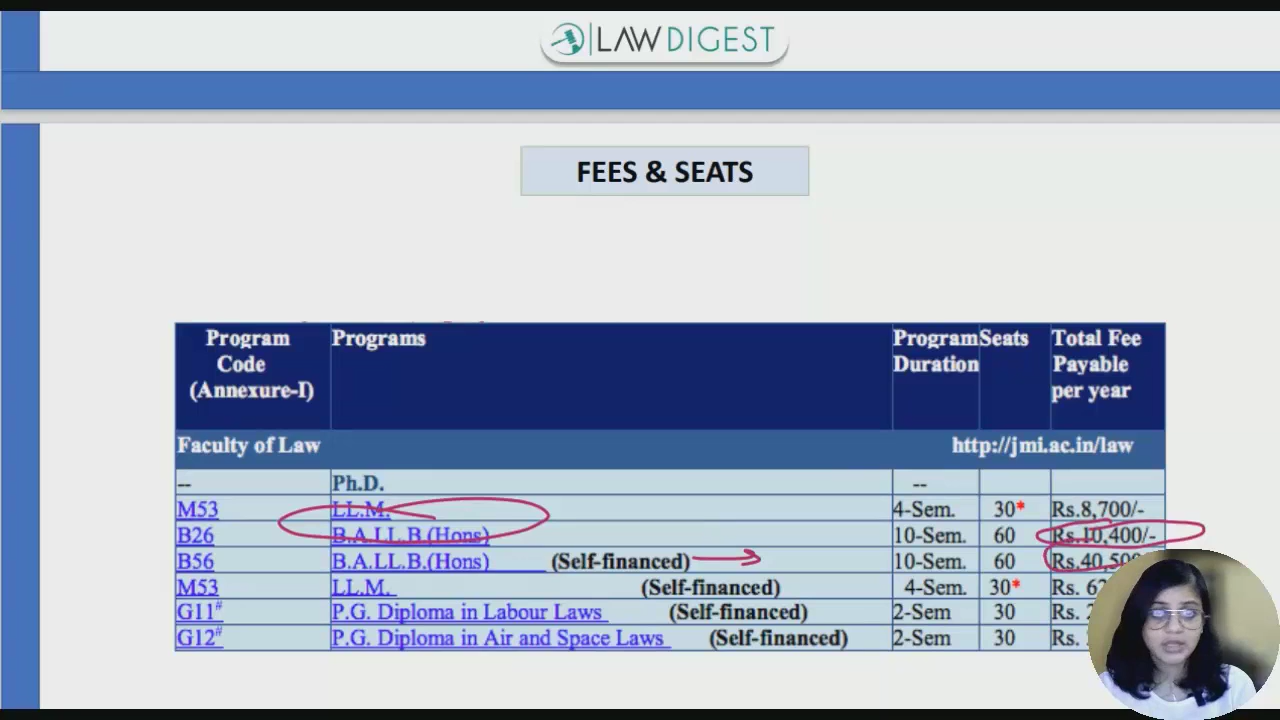 LAWDIGEST
FEES & SEATS
Program Code (Annexure-I) Programs Program Duration Seats Total Fee Payable per year
Faculty of Law http://jmi.ac.in/law
-- Ph.D. --
M53 LL.M. 4-Sem. 30* Rs.8,700/-
B26 B.A.LL.B.(Hons) 10-Sem. 60 Rs.10,400/-
B56 B.A.LL.B.(Hons) (Self-financed) 10-Sem. 60
M53 LL.M. (Self-financed) 4-Sem. 30* Rs.
G11# P.G. Diploma in Labour Laws (Self-financed) 2-Sem 30 Rs.
G12# P.G. Diploma in Air and Space Laws (Self-financed) 2-Sem 30 Rs.